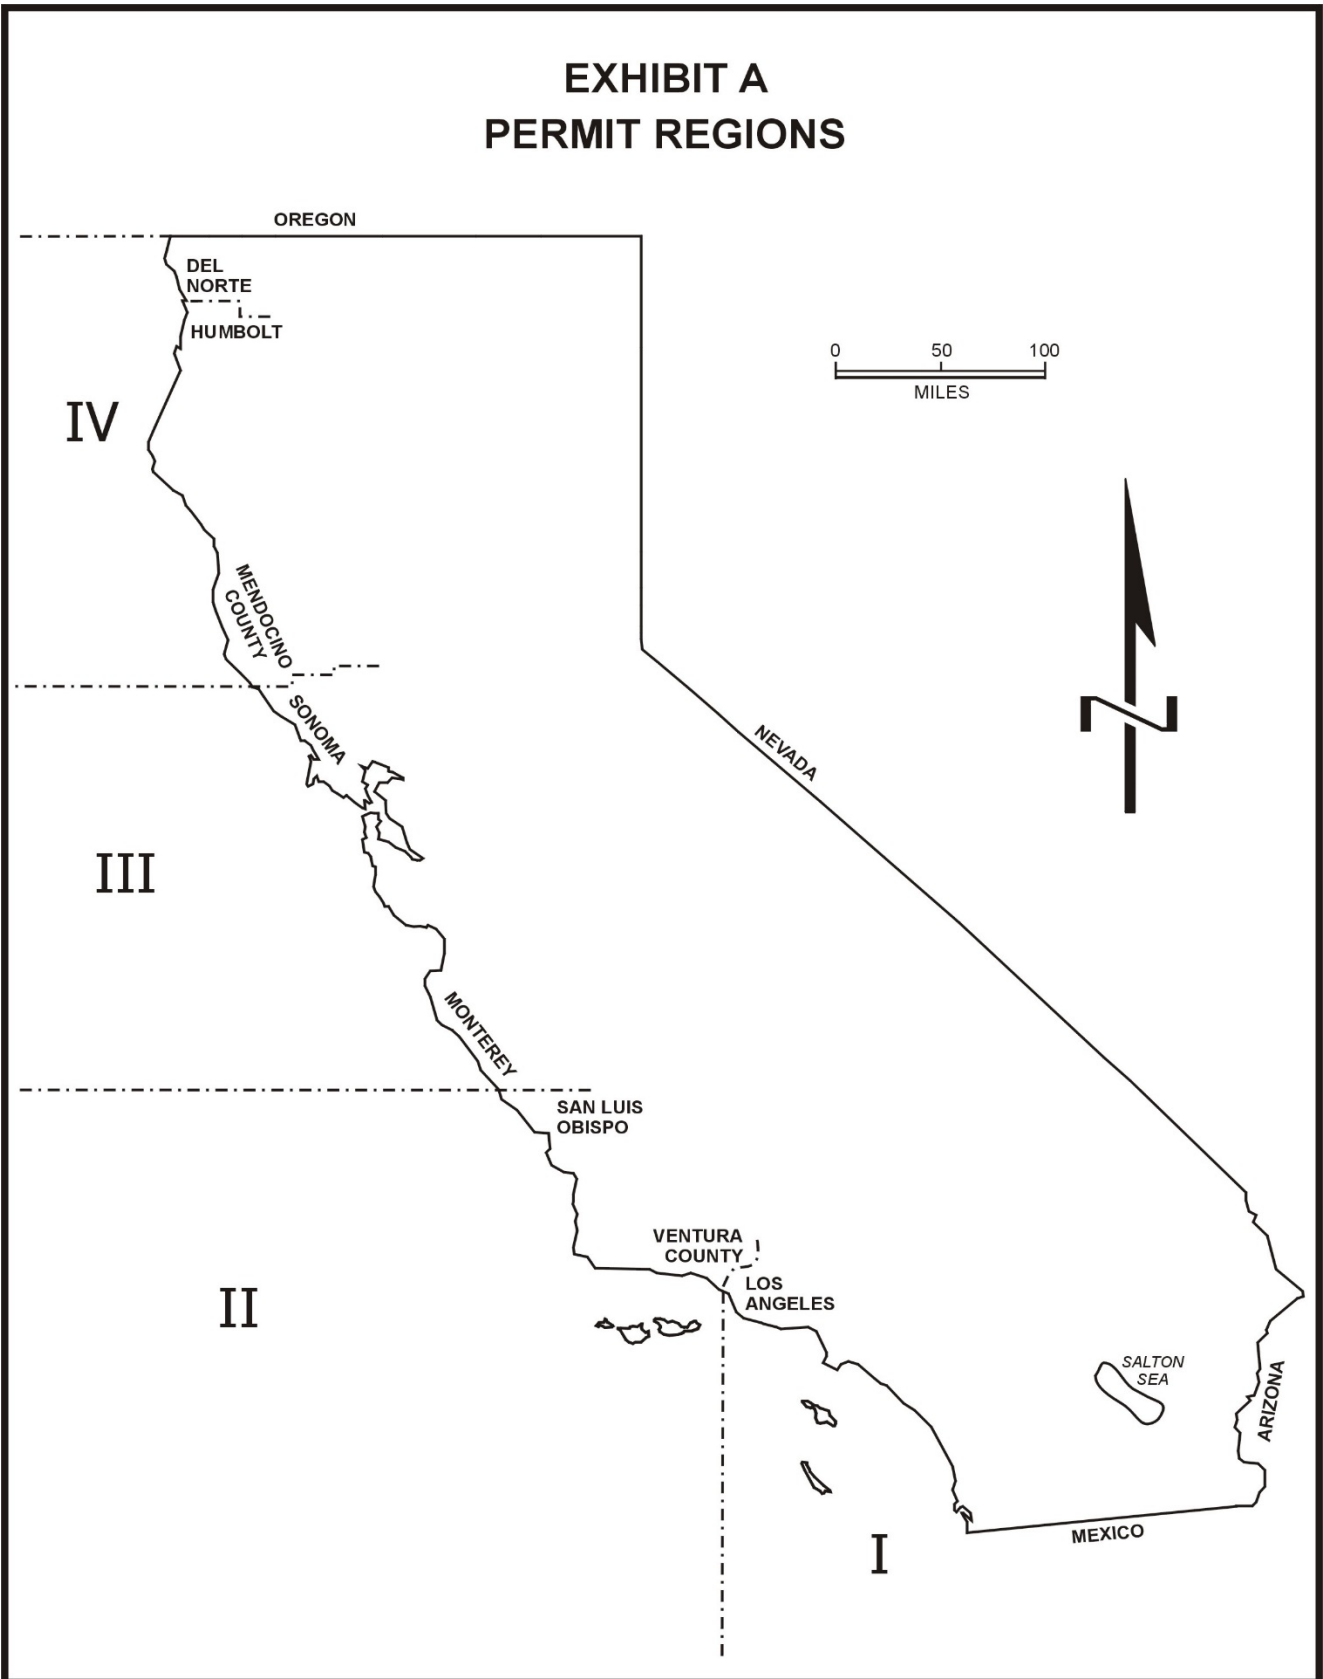 EXHIBIT A
PERMIT REGIONS
OREGON
DEL
NORTE
HUMBOLT
0 50 100
MILES
IV
MENDOCINO
COUNTY
SONOMA
NEVADA
N
III
MONTEREY
SAN LUIS
OBISPO
VENTURA
COUNTY
LOS
ANGELES
II
SALTON
SEA
ARIZONA
MEXICO
I